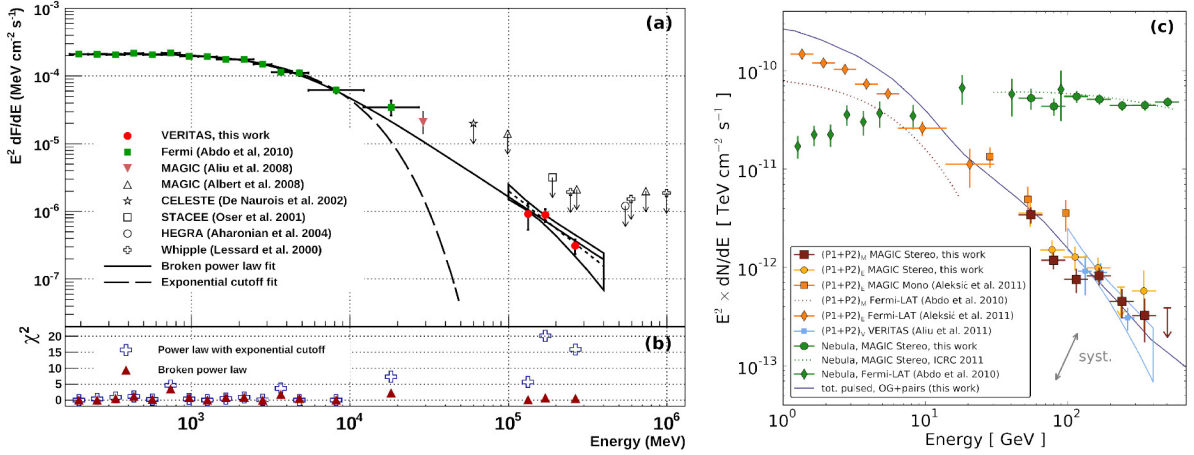 (a)
E² dF/dE (MeV cm⁻² s⁻¹)
10⁻³
10⁻⁴
10⁻⁵
10⁻⁶
10⁻⁷
VERITAS, this work
Fermi (Abdo et al, 2010)
MAGIC (Aliu et al. 2008)
MAGIC (Albert et al. 2008)
CELESTE (De Naurois et al. 2002)
STACEE (Oser et al. 2001)
HEGRA (Aharonian et al. 2004)
Whipple (Lessard et al. 2000)
Broken power law fit
Exponential cutoff fit
(b)
χ²
20
15
10
5
0
Power law with exponential cutoff
Broken power law
10³ 10⁴ 10⁵ 10⁶
Energy (MeV)
(c)
E² × dN/dE [ TeV cm⁻² s⁻¹ ]
10⁻¹⁰
10⁻¹¹
10⁻¹²
10⁻¹³
(P1+P2)M MAGIC Stereo, this work
(P1+P2)E MAGIC Stereo, this work
(P1+P2)E MAGIC Mono (Aleksić et al. 2011)
(P1+P2)M Fermi-LAT (Abdo et al. 2010)
(P1+P2)E Fermi-LAT (Aleksić et al. 2011)
(P1+P2)V VERITAS (Aliu et al. 2011)
Nebula, MAGIC Stereo, this work
Nebula, MAGIC Stereo, ICRC 2011
Nebula, Fermi-LAT (Abdo et al. 2010)
tot. pulsed, OG+pairs (this work)
syst.
10⁰ 10¹ 10²
Energy [ GeV ]